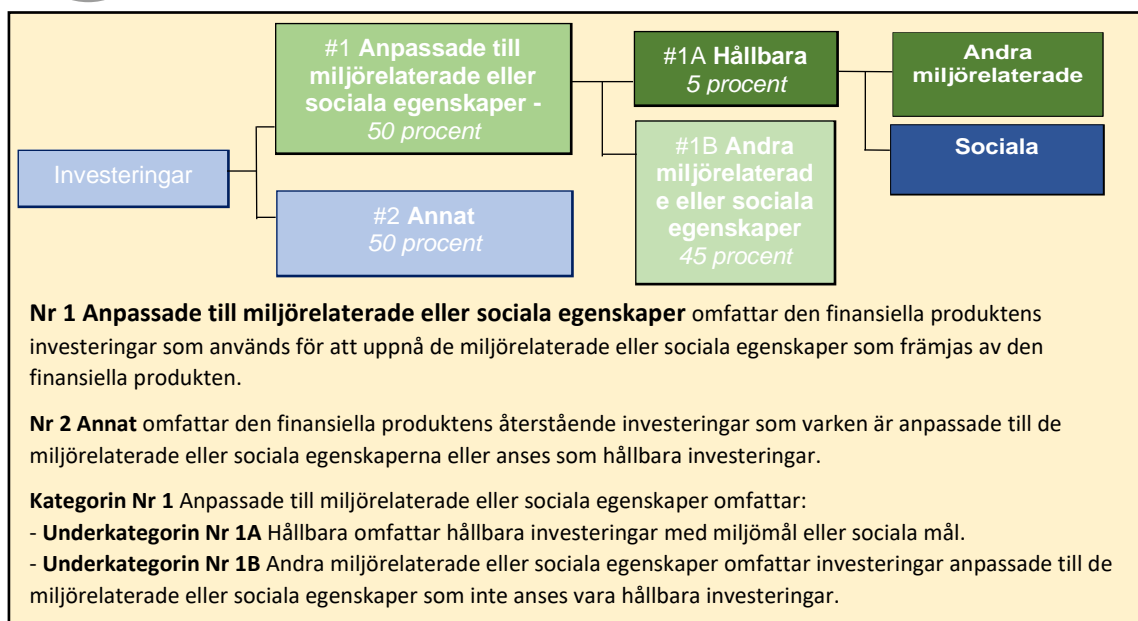 #1 Anpassade till
miljörelaterade eller
sociala egenskaper -
50 procent
#1A Hållbara
5 procent
Andra
miljörelaterade
Investeringar
#1B Andra
miljörelaterad
e eller sociala
egenskaper
45 procent
Sociala
#2 Annat
50 procent
Nr 1 Anpassade till miljörelaterade eller sociala egenskaper omfattar den finansiella produktens
investeringar som används för att uppnå de miljörelaterade eller sociala egenskaper som främjas av den
finansiella produkten.
Nr 2 Annat omfattar den finansiella produktens återstående investeringar som varken är anpassade till de
miljörelaterade eller sociala egenskaperna eller anses som hållbara investeringar.
Kategorin Nr 1 Anpassade till miljörelaterade eller sociala egenskaper omfattar:
- Underkategorin Nr 1A Hållbara omfattar hållbara investeringar med miljömål eller sociala mål.
- Underkategorin Nr 1B Andra miljörelaterade eller sociala egenskaper omfattar investeringar anpassade till de
miljörelaterade eller sociala egenskaper som inte anses vara hållbara investeringar.